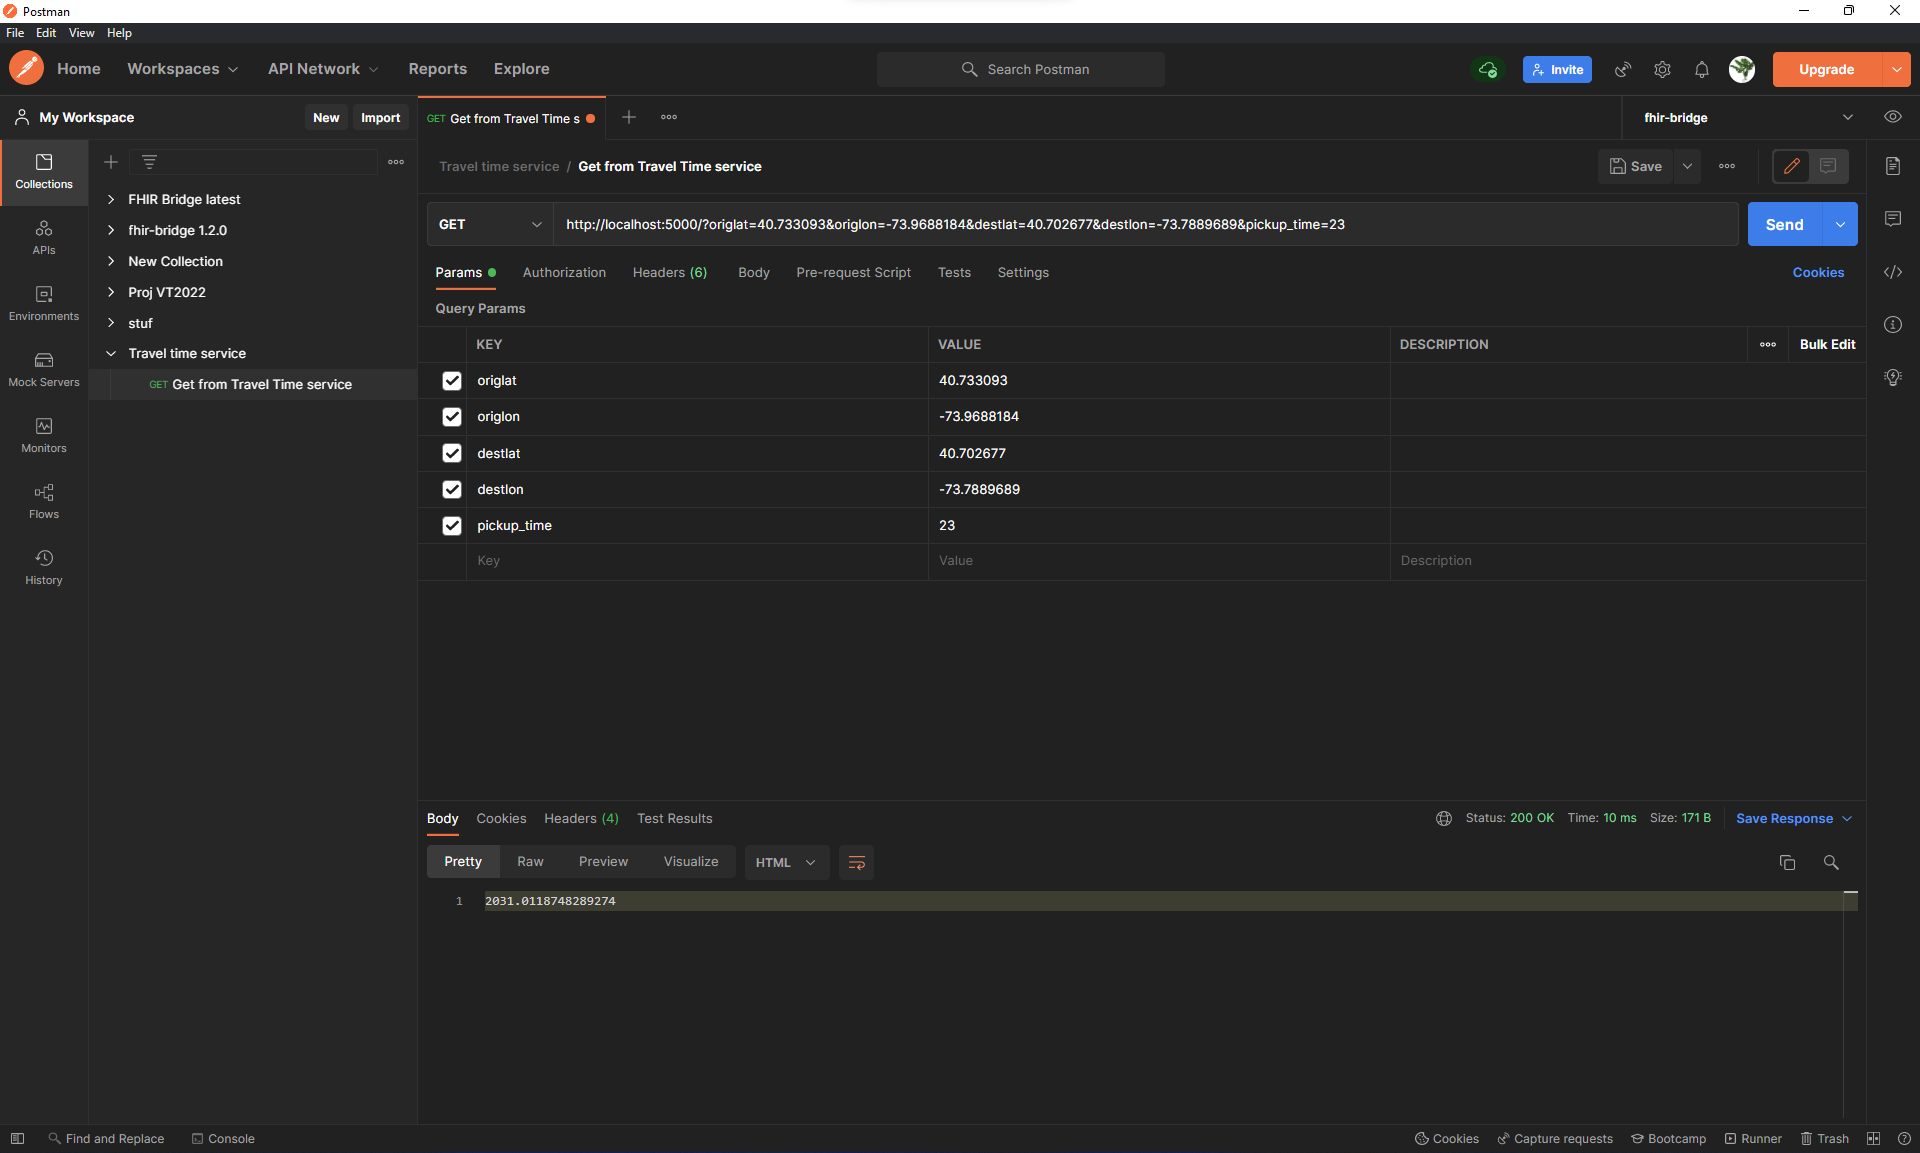 Postman
File Edit View Help
Home Workspaces API Network Reports Explore Search Postman Invite Upgrade
My Workspace New Import GET Get from Travel Time s fhir-bridge
Collections
APIs
Environments
Mock Servers
Monitors
Flows
History
FHIR Bridge latest
fhir-bridge 1.2.0
New Collection
Proj VT2022
stuf
Travel time service
GET Get from Travel Time service
Travel time service / Get from Travel Time service Save
GET http://localhost:5000/?origlat=40.733093&origlon=-73.9688184&destlat=40.702677&destlon=-73.7889689&pickup_time=23 Send
Params Authorization Headers (6) Body Pre-request Script Tests Settings Cookies
Query Params
KEY VALUE DESCRIPTION Bulk Edit
origlat 40.733093
origlon -73.9688184
destlat 40.702677
destlon -73.7889689
pickup_time 23
Key Value Description
Body Cookies Headers (4) Test Results Status: 200 OK Time: 10 ms Size: 171 B Save Response
Pretty Raw Preview Visualize HTML
1 2031.0118748289274
Find and Replace Console Cookies Capture requests Bootcamp Runner Trash